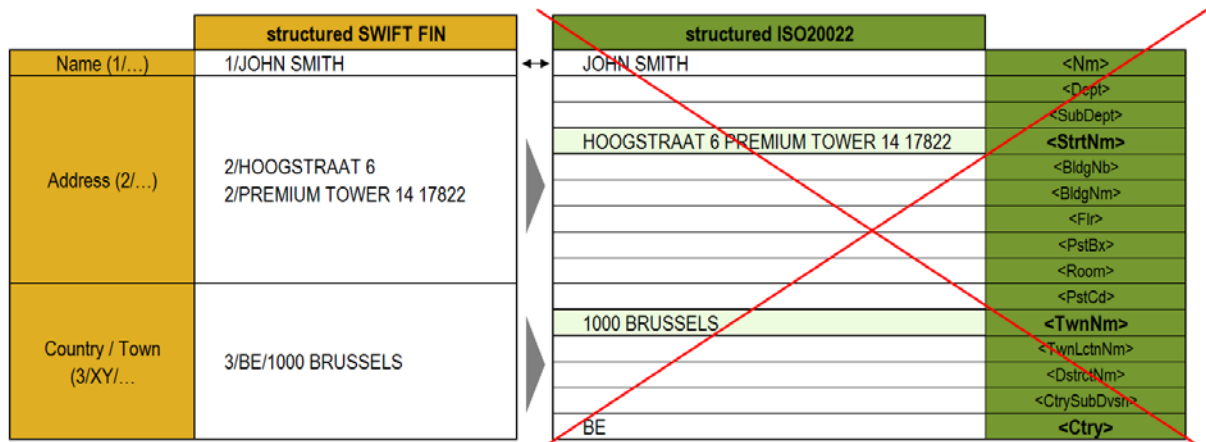 structured SWIFT FIN structured ISO20022
Name (1/…) 1/JOHN SMITH JOHN SMITH <Nm>
<Dept>
<SubDept>
HOOGSTRAAT 6 PREMIUM TOWER 14 17822 <StrtNm>
Address (2/…) 2/HOOGSTRAAT 6 <BldgNb>
2/PREMIUM TOWER 14 17822 <BldgNm>
<Flr>
<PstBx>
<Room>
<PstCd>
1000 BRUSSELS <TwnNm>
Country / Town 3/BE/1000 BRUSSELS <TwnLctnNm>
(3/XY/… <DstrctNm>
<CtrySubDvsn>
BE <Ctry>